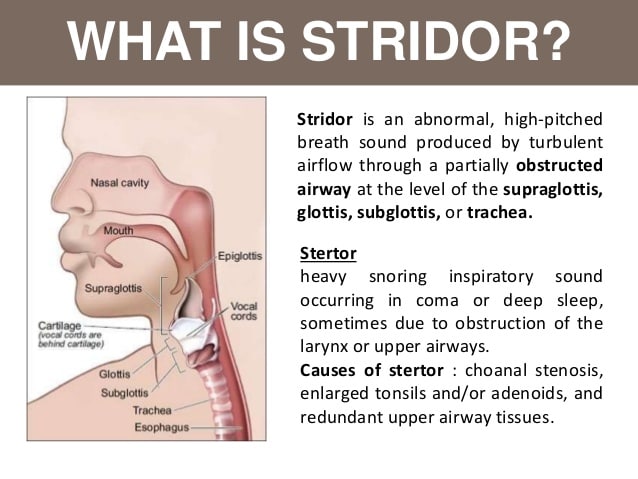 WHAT IS STRIDOR?
Nasal cavity
Mouth
Epiglottis
Supraglottis
Vocal
cords
Cartilage
(vocal cords are
behind cartilage)
Glottis
Subglottis
Trachea
Esophagus
Stridor is an abnormal, high-pitched
breath sound produced by turbulent
airflow through a partially obstructed
airway at the level of the supraglottis,
glottis, subglottis, or trachea.
Stertor
heavy snoring inspiratory sound
occurring in coma or deep sleep,
sometimes due to obstruction of the
larynx or upper airways.
Causes of stertor : choanal stenosis,
enlarged tonsils and/or adenoids, and
redundant upper airway tissues.